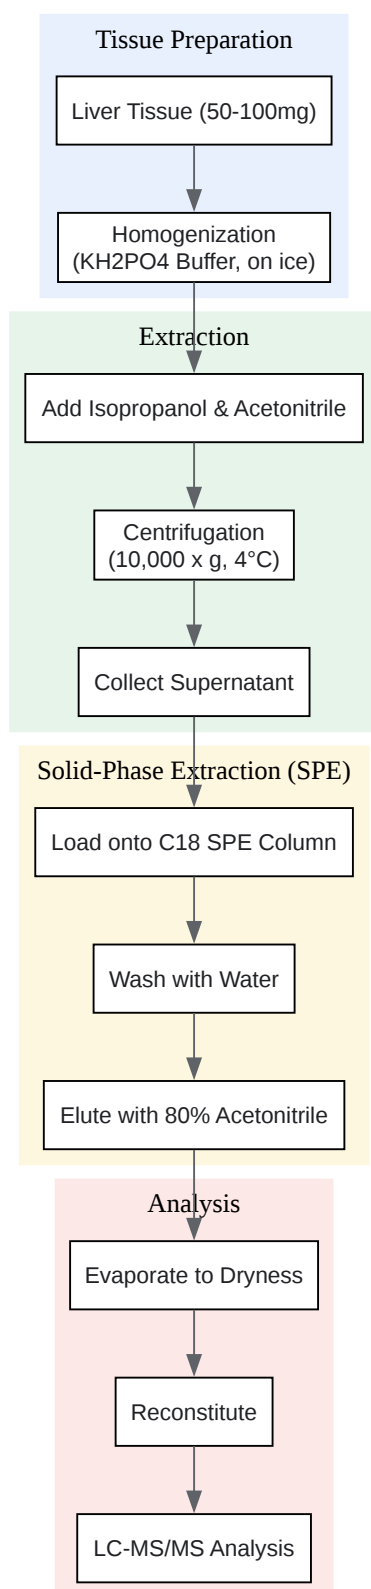 Tissue Preparation
Liver Tissue (50-100mg)
Homogenization
(KH2PO4 Buffer, on ice)
Extraction
Add Isopropanol & Acetonitrile
Centrifugation
(10,000 x g, 4°C)
Collect Supernatant
Solid-Phase Extraction (SPE)
Load onto C18 SPE Column
Wash with Water
Elute with 80% Acetonitrile
Analysis
Evaporate to Dryness
Reconstitute
LC-MS/MS Analysis